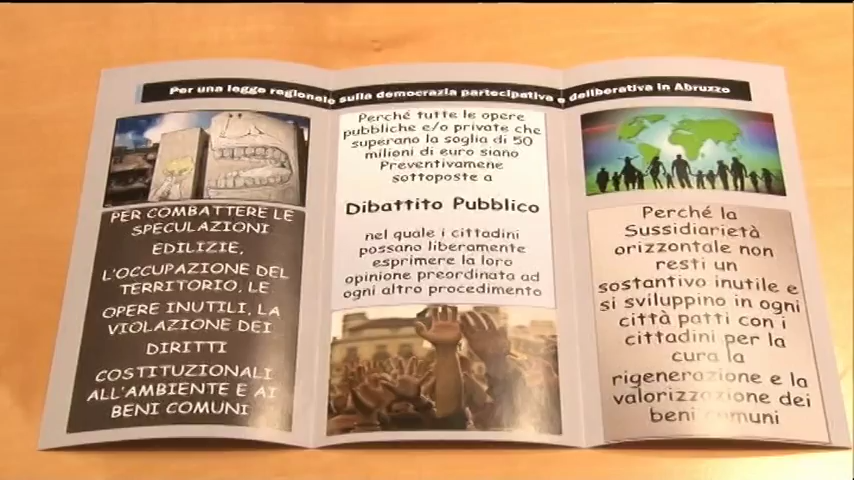 Per una legge regionale sulla democrazia partecipativa e deliberativa in Abruzzo
PER COMBATTERE LE
SPECULAZIONI
EDILIZIE,
L'OCCUPAZIONE DEL
TERRITORIO, LE
OPERE INUTILI, LA
VIOLAZIONE DEI
DIRITTI
COSTITUZIONALI
ALL'AMBIENTE E AI
BENI COMUNI
Perché tutte le opere
pubbliche e/o private che
superano la soglia di 50
milioni di euro siano
Preventivamene
sottoposte a
Dibattito Pubblico
nel quale i cittadini
possano liberamente
esprimere la loro
opinione preordinata ad
ogni altro procedimento
Perché la
Sussidiarietà
orizzontale non
resti un
sostantivo inutile e
si sviluppino in ogni
città patti con i
cittadini per la
cura la
rigenerazione e la
valorizzazione dei
beni comuni